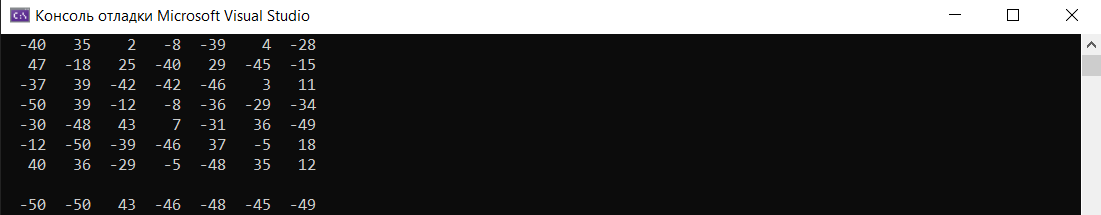 Консоль отладки Microsoft Visual Studio
-40 35 2 -8 -39 4 -28
47 -18 25 -40 29 -45 -15
-37 39 -42 -42 -46 3 11
-50 39 -12 -8 -36 -29 -34
-30 -48 43 7 -31 36 -49
-12 -50 -39 -46 37 -5 18
40 36 -29 -5 -48 35 12
-50 -50 43 -46 -48 -45 -49